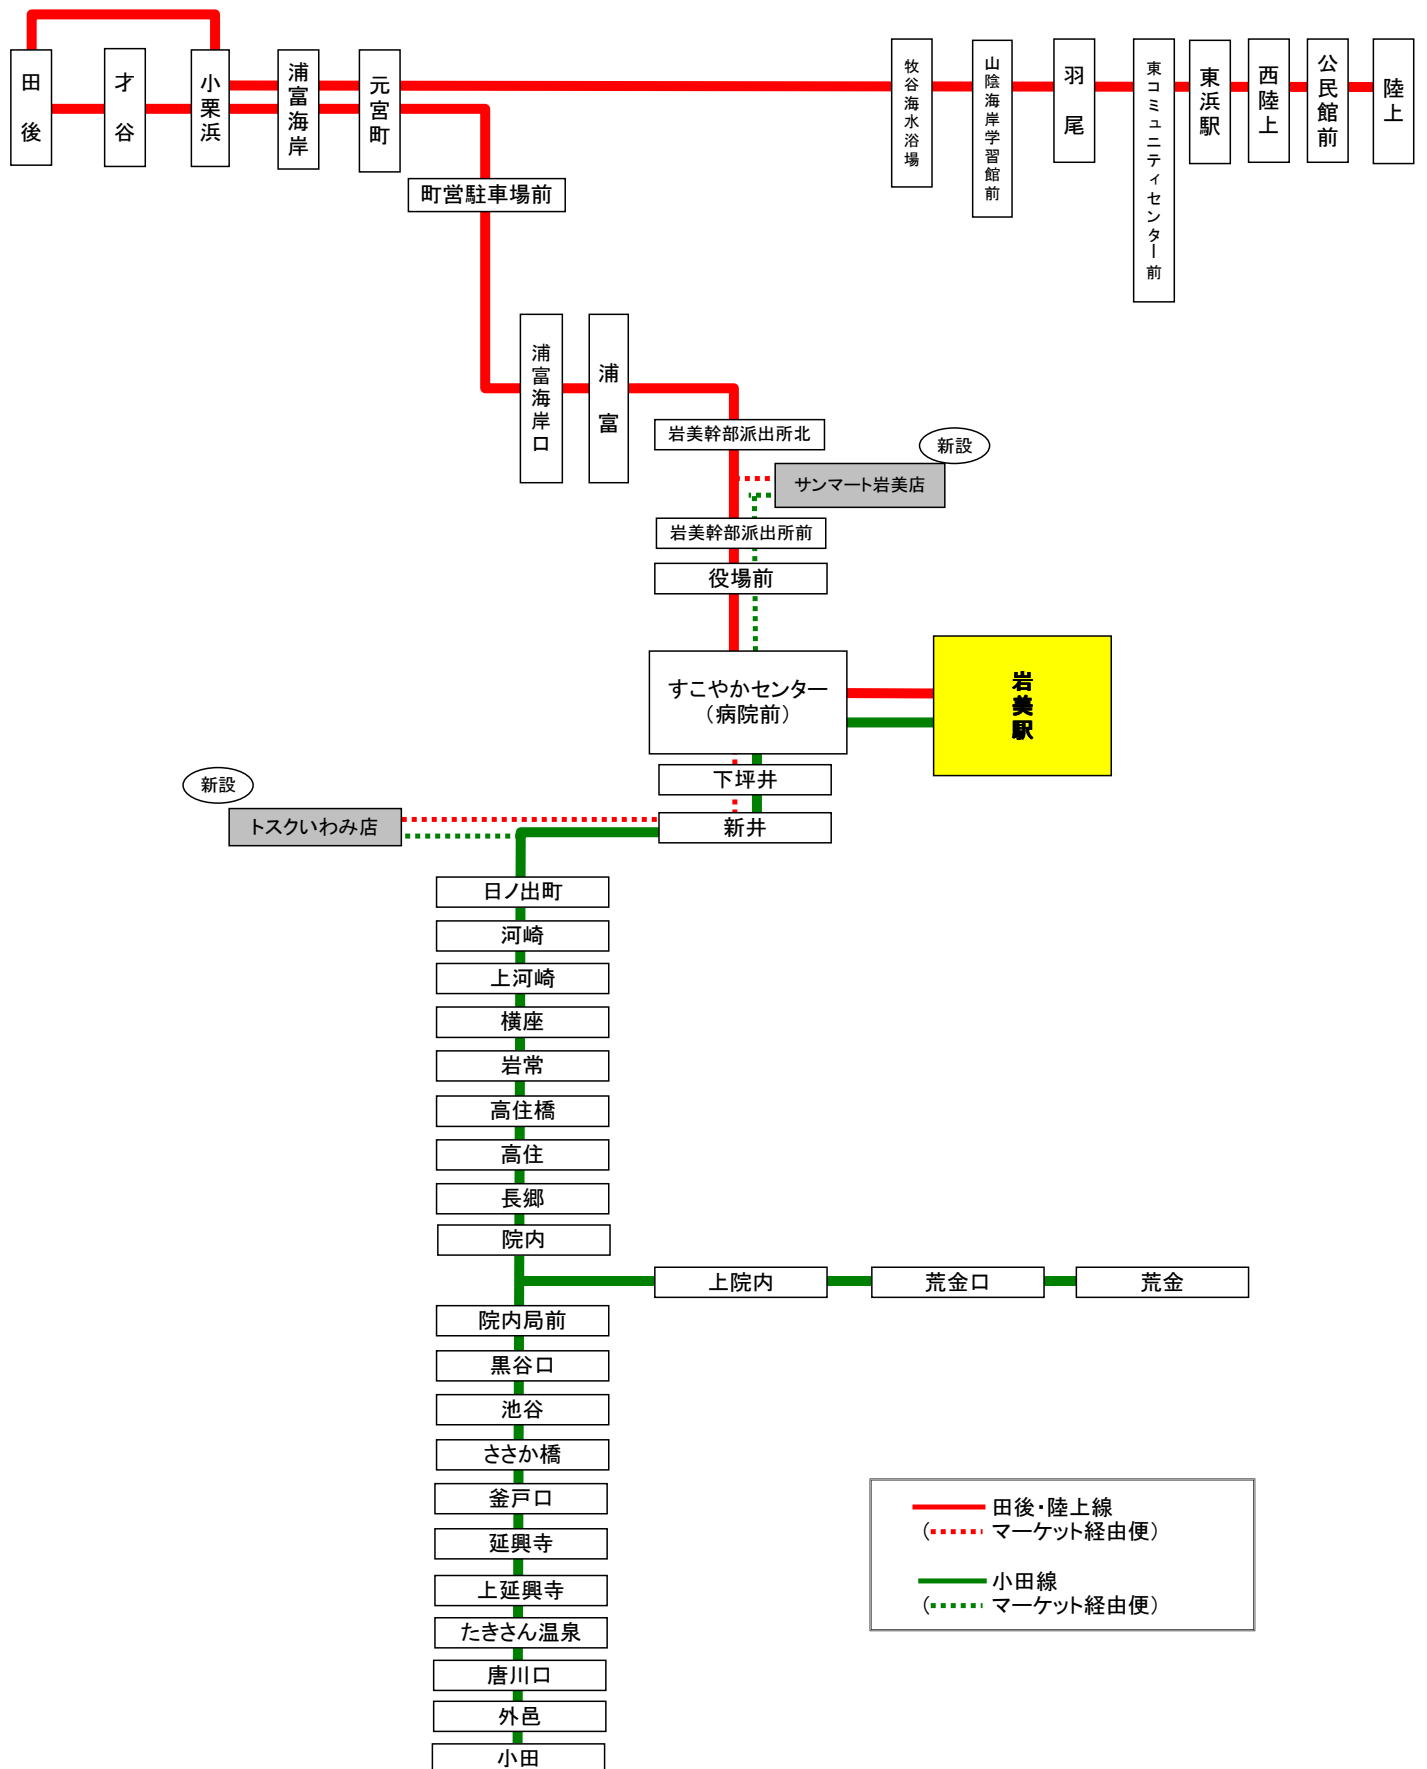 田後
才谷
小栗浜
浦富海岸
元宮町
牧谷海水浴場
山陰海岸学習館前
羽尾
東コミュニティセンター前
東浜駅
西陸上
公民館前
陸上
町営駐車場前
浦富海岸口
浦富
岩美幹部派出所北
新設
サンマート岩美店
岩美幹部派出所前
役場前
すこやかセンター
（病院前）
岩美駅
下坪井
新設
トスクいわみ店
新井
日ノ出町
河崎
上河崎
横座
岩常
高住橋
高住
長郷
院内
上院内
荒金口
荒金
院内局前
黒谷口
池谷
ささか橋
釜戸口
延興寺
上延興寺
たきさん温泉
唐川口
外邑
小田
田後・陸上線
（ マーケット経由便）
小田線
（ マーケット経由便）